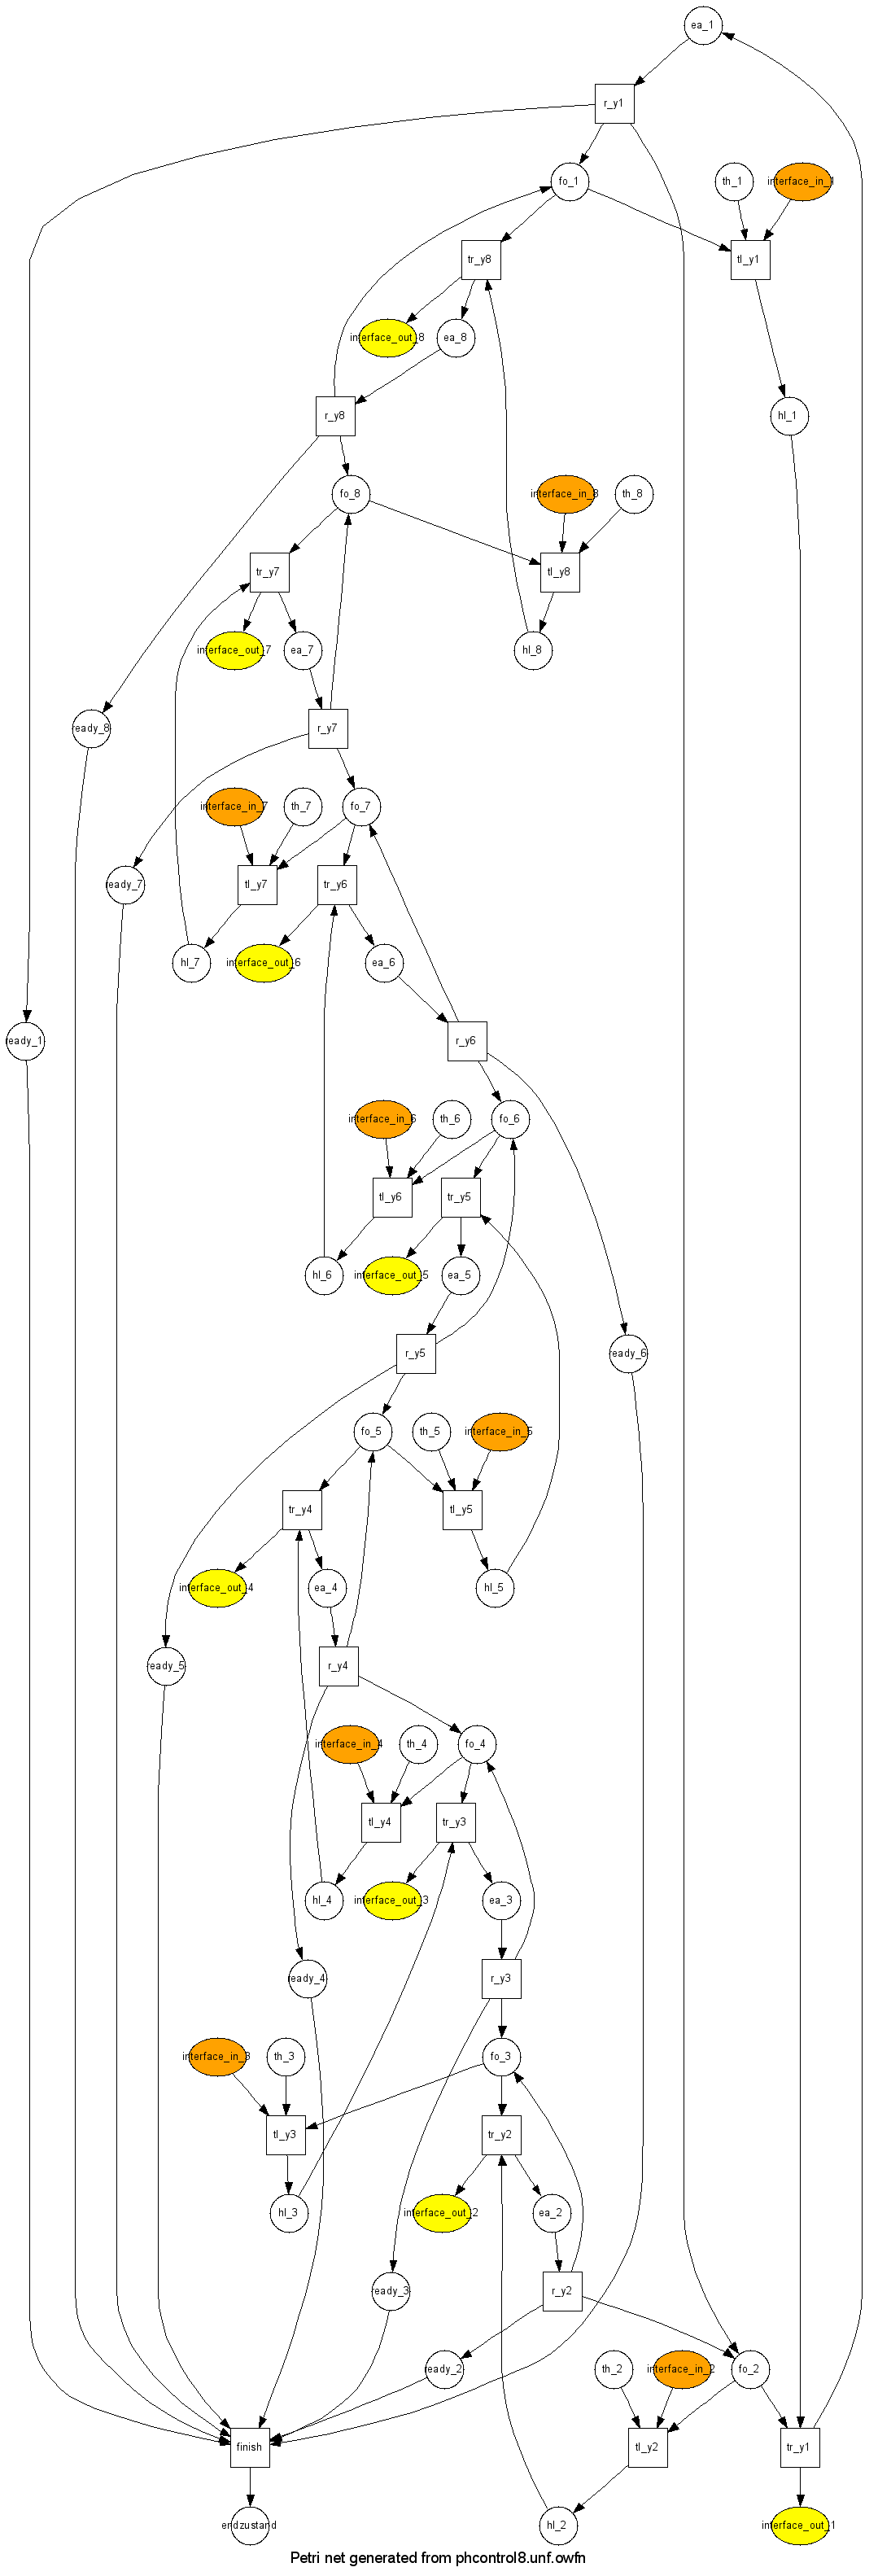 ea_1
r_y1
fo_1
th_1
interface_in_1
tr_y8
tl_y1
interface_out_8
ea_8
r_y8
hl_1
fo_8
interface_in_8
th_8
tr_y7
tl_y8
interface_out_7
ea_7
hl_8
ready_8
r_y7
interface_in_7
th_7
fo_7
ready_7
tl_y7
tr_y6
hl_7
interface_out_6
ea_6
ready_1
r_y6
interface_in_6
th_6
fo_6
tl_y6
tr_y5
hl_6
interface_out_5
ea_5
r_y5
ready_6
fo_5
th_5
interface_in_5
tr_y4
tl_y5
interface_out_4
ea_4
hl_5
ready_5
r_y4
interface_in_4
th_4
fo_4
tl_y4
tr_y3
hl_4
interface_out_3
ea_3
ready_4
r_y3
interface_in_3
th_3
fo_3
tl_y3
tr_y2
hl_3
interface_out_2
ea_2
ready_3
r_y2
ready_2
th_2
interface_in_2
fo_2
finish
tl_y2
tr_y1
endzustand
hl_2
interface_out_1
Petri net generated from phcontrol8.unf.owfn